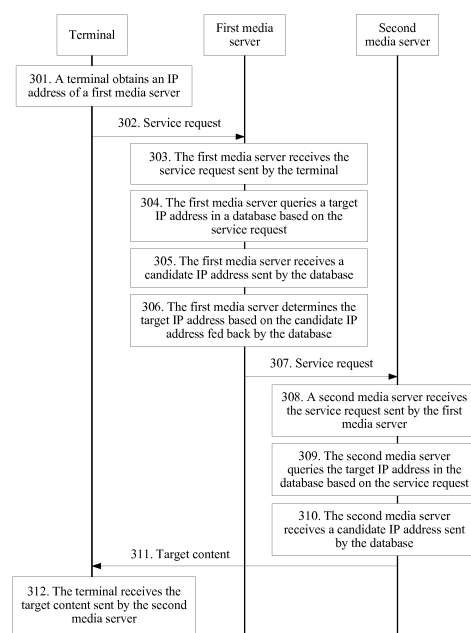 Terminal
First media
server
Second
media server
301. A terminal obtains an IP
address of a first media server
302. Service request
303. The first media server receives the
service request sent by the terminal
304. The first media server queries a target
IP address in a database based on the
service request
305. The first media server receives a
candidate IP address sent by the database
306. The first media server determines the
target IP address based on the candidate IP
address fed back by the database
307. Service request
308. A second media server receives
the service request sent by the first
media server
309. The second media server
queries the target IP address in the
database based on the service request
310. The second media server
receives a candidate IP address sent
by the database
311. Target content
312. The terminal receives the
target content sent by the second
media server